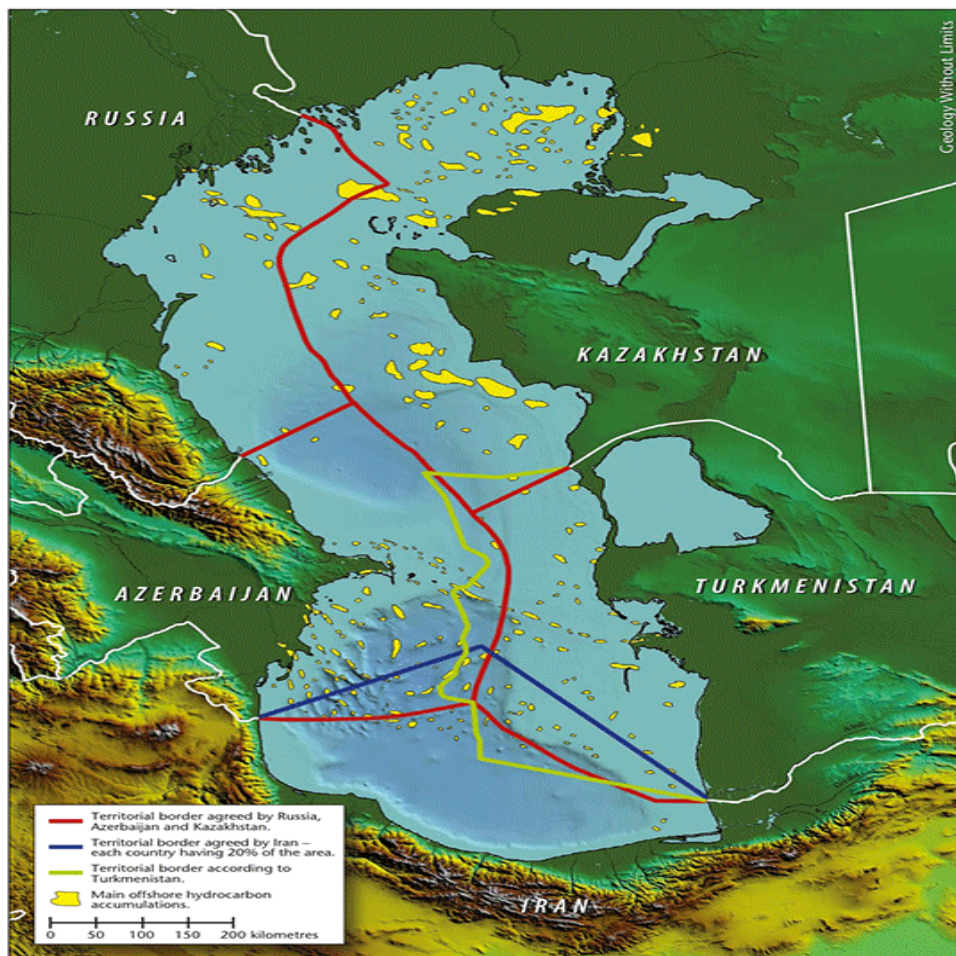 Geology Without Limits
RUSSIA
KAZAKHSTAN
AZERBAIJAN
TURKMENISTAN
IRAN
Territorial border agreed by Russia,
Azerbaijan and Kazakhstan.
Territorial border agreed by Iran –
each country having 20% of the area.
Territorial border according to
Turkmenistan.
Main offshore hydrocarbon
accumulations.
0 50 100 150 200 kilometres